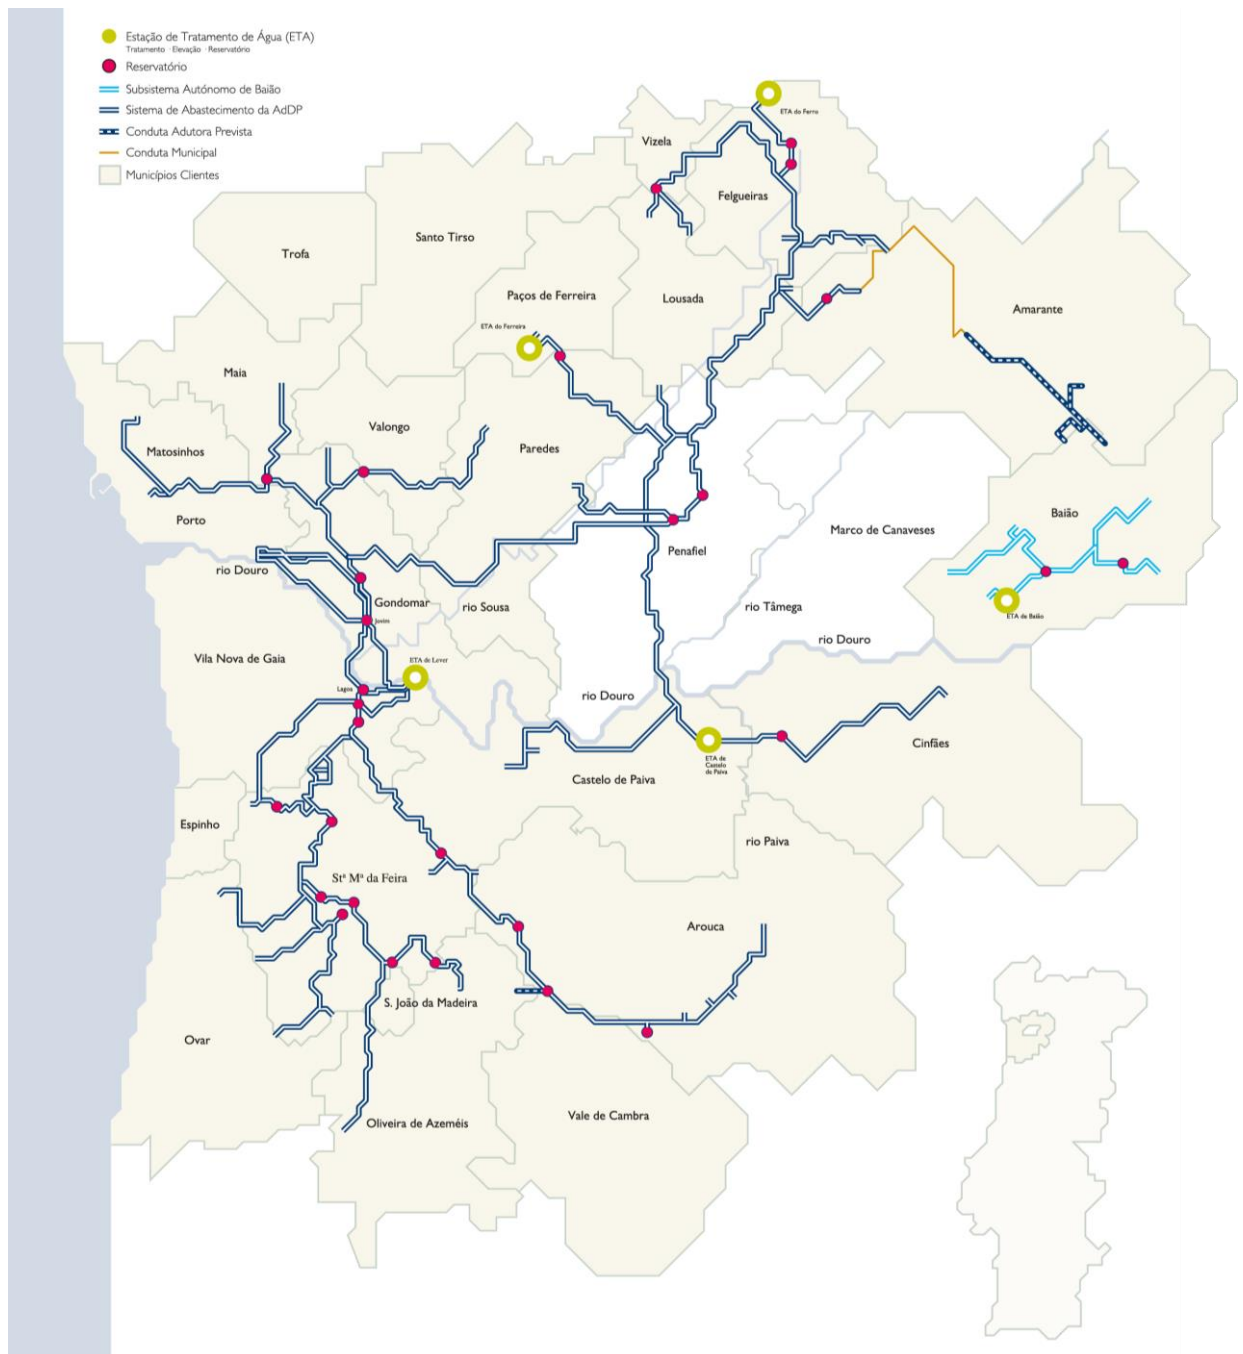 Estação de Tratamento de Água (ETA)
Tratamento · Elevação · Reservatório
Reservatório
Subsistema Autónomo de Baião
Sistema de Abastecimento da AdDP
Conduta Adutora Prevista
Conduta Municipal
Municípios Clientes
ETA do Ferro
Vizela
Felgueiras
Santo Tirso
Trofa
Paços de Ferreira
Lousada
Amarante
ETA do Ferreira
Maia
Valongo
Matosinhos
Paredes
Porto
Baião
Marco de Canaveses
Penafiel
rio Douro
Gondomar
rio Sousa
rio Tâmega
ETA de Baião
Jovim
rio Douro
Vila Nova de Gaia
ETA de Lever
Lagoa
rio Douro
Cinfães
ETA de
Castelo
de Paiva
Castelo de Paiva
Espinho
rio Paiva
Stª Mª da Feira
Arouca
S. João da Madeira
Ovar
Oliveira de Azeméis
Vale de Cambra